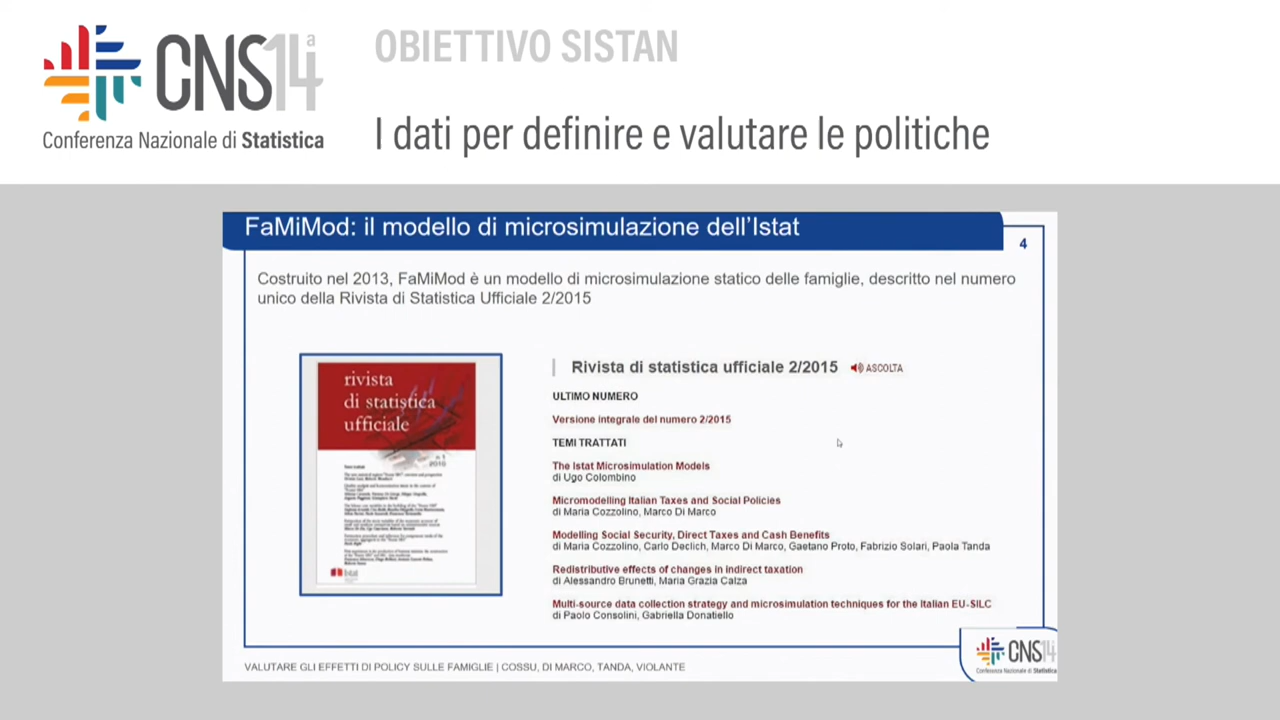 CNS14a
Conferenza Nazionale di Statistica
OBIETTIVO SISTAN
I dati per definire e valutare le politiche
FaMiMod: il modello di microsimulazione dell'Istat
4
Costruito nel 2013, FaMiMod è un modello di microsimulazione statico delle famiglie, descritto nel numero
unico della Rivista di Statistica Ufficiale 2/2015
rivista
di statistica
ufficiale
n.1
2010
Istat
Rivista di statistica ufficiale 2/2015
ASCOLTA
ULTIMO NUMERO
Versione integrale del numero 2/2015
TEMI TRATTATI
The Istat Microsimulation Models
di Ugo Colombino
Micromodelling Italian Taxes and Social Policies
di Maria Cozzolino, Marco Di Marco
Modelling Social Security, Direct Taxes and Cash Benefits
di Maria Cozzolino, Carlo Declich, Marco Di Marco, Gaetano Proto, Fabrizio Solari, Paola Tanda
Redistributive effects of changes in indirect taxation
di Alessandro Brunetti, Maria Grazia Calza
Multi-source data collection strategy and microsimulation techniques for the Italian EU-SILC
di Paolo Consolini, Gabriella Donatiello
VALUTARE GLI EFFETTI DI POLICY SULLE FAMIGLIE | COSSU, DI MARCO, TANDA, VIOLANTE
CNS14
Conferenza Nazionale di Statistica